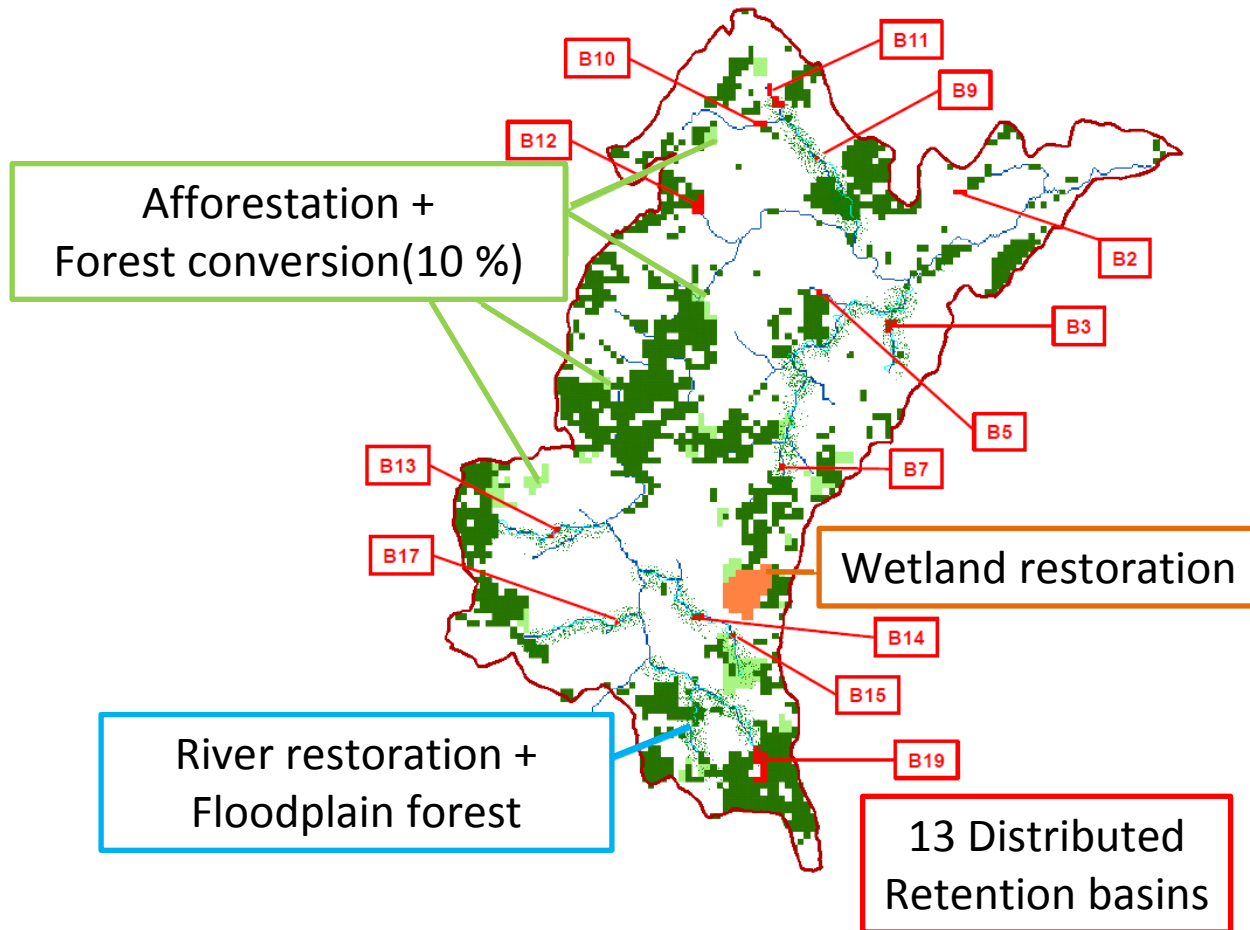 B11
B10
B9
B12
Afforestation +
Forest conversion(10 %)
B2
B3
B5
B13
B7
B17
Wetland restoration
B14
B15
River restoration +
Floodplain forest
B19
13 Distributed
Retention basins